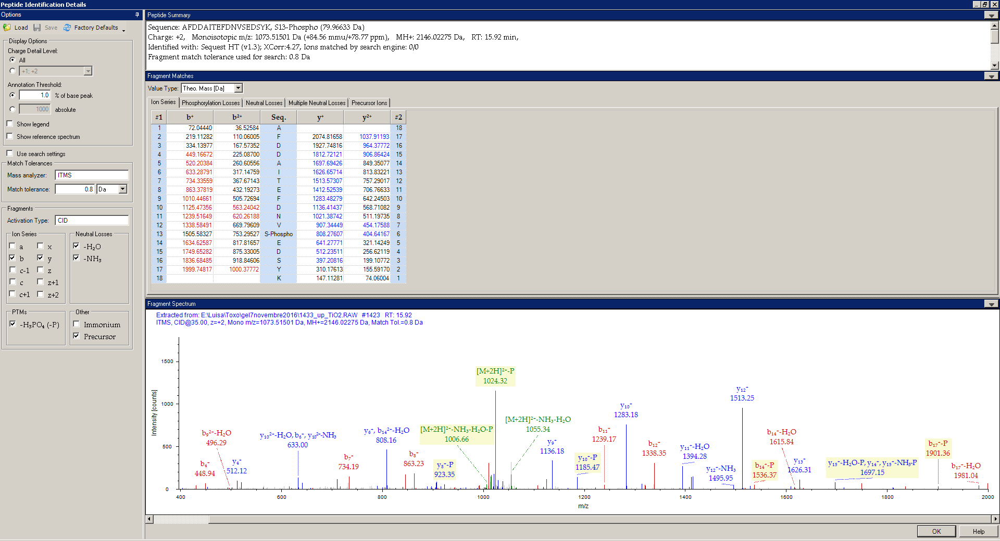 Peptide Identification Details
Options
Load Save Factory Defaults
Display Options
Charge Detail Level:
All
+1; +2
Annotation Threshold:
1.0 % of base peak
1000 absolute
Show legend
Show reference spectrum
Use search settings
Match Tolerances
Mass analyzer: ITMS
Match tolerance: 0.8 Da
Fragments
Activation Type: CID
Ion Series
a x
b y
c-1 z
c z+1
c+1 z+2
Neutral Losses
-H₂O
-NH₃
PTMs
-H₃PO₄ (-P)
Other
Immonium
Precursor
Peptide Summary
Sequence: AFDDAITEFDNVSEDSYK, S13-Phospho (79.96633 Da)
Charge: +2, Monoisotopic m/z: 1073.51501 Da (+84.56 mmu/+78.77 ppm), MH+: 2146.02275 Da, RT: 15.92 min,
Identified with: Sequest HT (v1.3); XCorr:4.27, Ions matched by search engine: 0/0
Fragment match tolerance used for search: 0.8 Da
Fragment Matches
Value Type: Theo. Mass [Da]
Ion Series Phosphorylation Losses Neutral Losses Multiple Neutral Losses Precursor Ions
#1 b⁺ b²⁺ Seq. y⁺ y²⁺ #2
1 72.04440 36.52584 A 18
2 219.11282 110.06005 F 2074.81658 1037.91193 17
3 334.13977 167.57352 D 1927.74816 964.37772 16
4 449.16672 225.08700 D 1812.72121 906.86424 15
5 520.20384 260.60556 A 1697.69426 849.35077 14
6 633.28791 317.14759 I 1626.65714 813.83221 13
7 734.33559 367.67143 T 1513.57307 757.29017 12
8 863.37819 432.19273 E 1412.52539 706.76633 11
9 1010.44661 505.72694 F 1283.48279 642.24503 10
10 1125.47356 563.24042 D 1136.41437 568.71082 9
11 1239.51649 620.26188 N 1021.38742 511.19735 8
12 1338.58491 669.79609 V 907.34449 454.17588 7
13 1505.58327 753.29527 S-Phospho 808.27607 404.64167 6
14 1634.62587 817.81657 E 641.27771 321.14249 5
15 1749.65282 875.33005 D 512.23511 256.62119 4
16 1836.68485 918.84606 S 397.20816 199.10772 3
17 1999.74817 1000.37772 Y 310.17613 155.59170 2
18 K 147.11281 74.06004 1
Fragment Spectrum
Extracted from: E:\Luisa\Toxo\gel7novembre2016\1433_up_TiO2.RAW #1423 RT: 15.92
ITMS, CID@35.00, z=+2, Mono m/z=1073.51501 Da, MH+=2146.02275 Da, Match Tol.=0.8 Da
Intensity [counts]
1500
1000
500
0
b₄⁺
448.94
b₉²⁺-H₂O
496.29
y₄⁺
512.12
y₁₀²⁺-H₂O, b₆⁺, y₁₀²⁺-NH₃
633.00
b₇⁺
734.19
y₆⁺, b₁₄²⁺-H₂O
808.16
b₈⁺
863.23
y₈⁺-P
923.35
[M+2H]²⁺-NH₃-H₂O-P
1006.66
[M+2H]²⁺-P
1024.32
[M+2H]²⁺-NH₃-H₂O
1055.34
y₉⁺
1136.18
y₁₀⁺-P
1185.47
b₁₁⁺
1239.17
y₁₀⁺
1283.18
b₁₂⁺
1338.35
y₁₁⁺-H₂O
1394.28
y₁₂⁺-NH₃
1495.95
y₁₂⁺
1513.25
b₁₄⁺-P
1536.37
b₁₄⁺-H₂O
1615.84
y₁₃⁺
1626.31
y₁₅⁺-H₂O-P, y₁₄⁺, y₁₅⁺-NH₃-P
1697.15
b₁₇⁺-P
1901.36
b₁₇⁺-H₂O
1981.04
400 600 800 1000 1200 1400 1600 1800 2000
m/z
OK Help